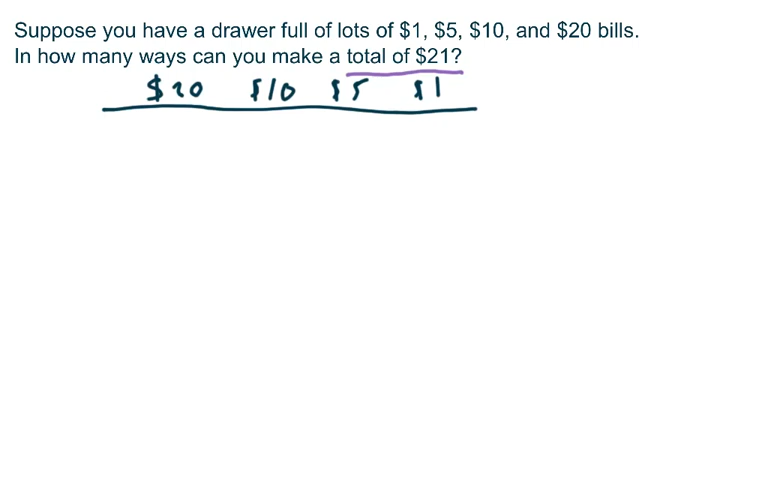 Suppose you have a drawer full of lots of $1, $5, $10, and $20 bills.
In how many ways can you make a total of $21?
$20 $10 $5 $1